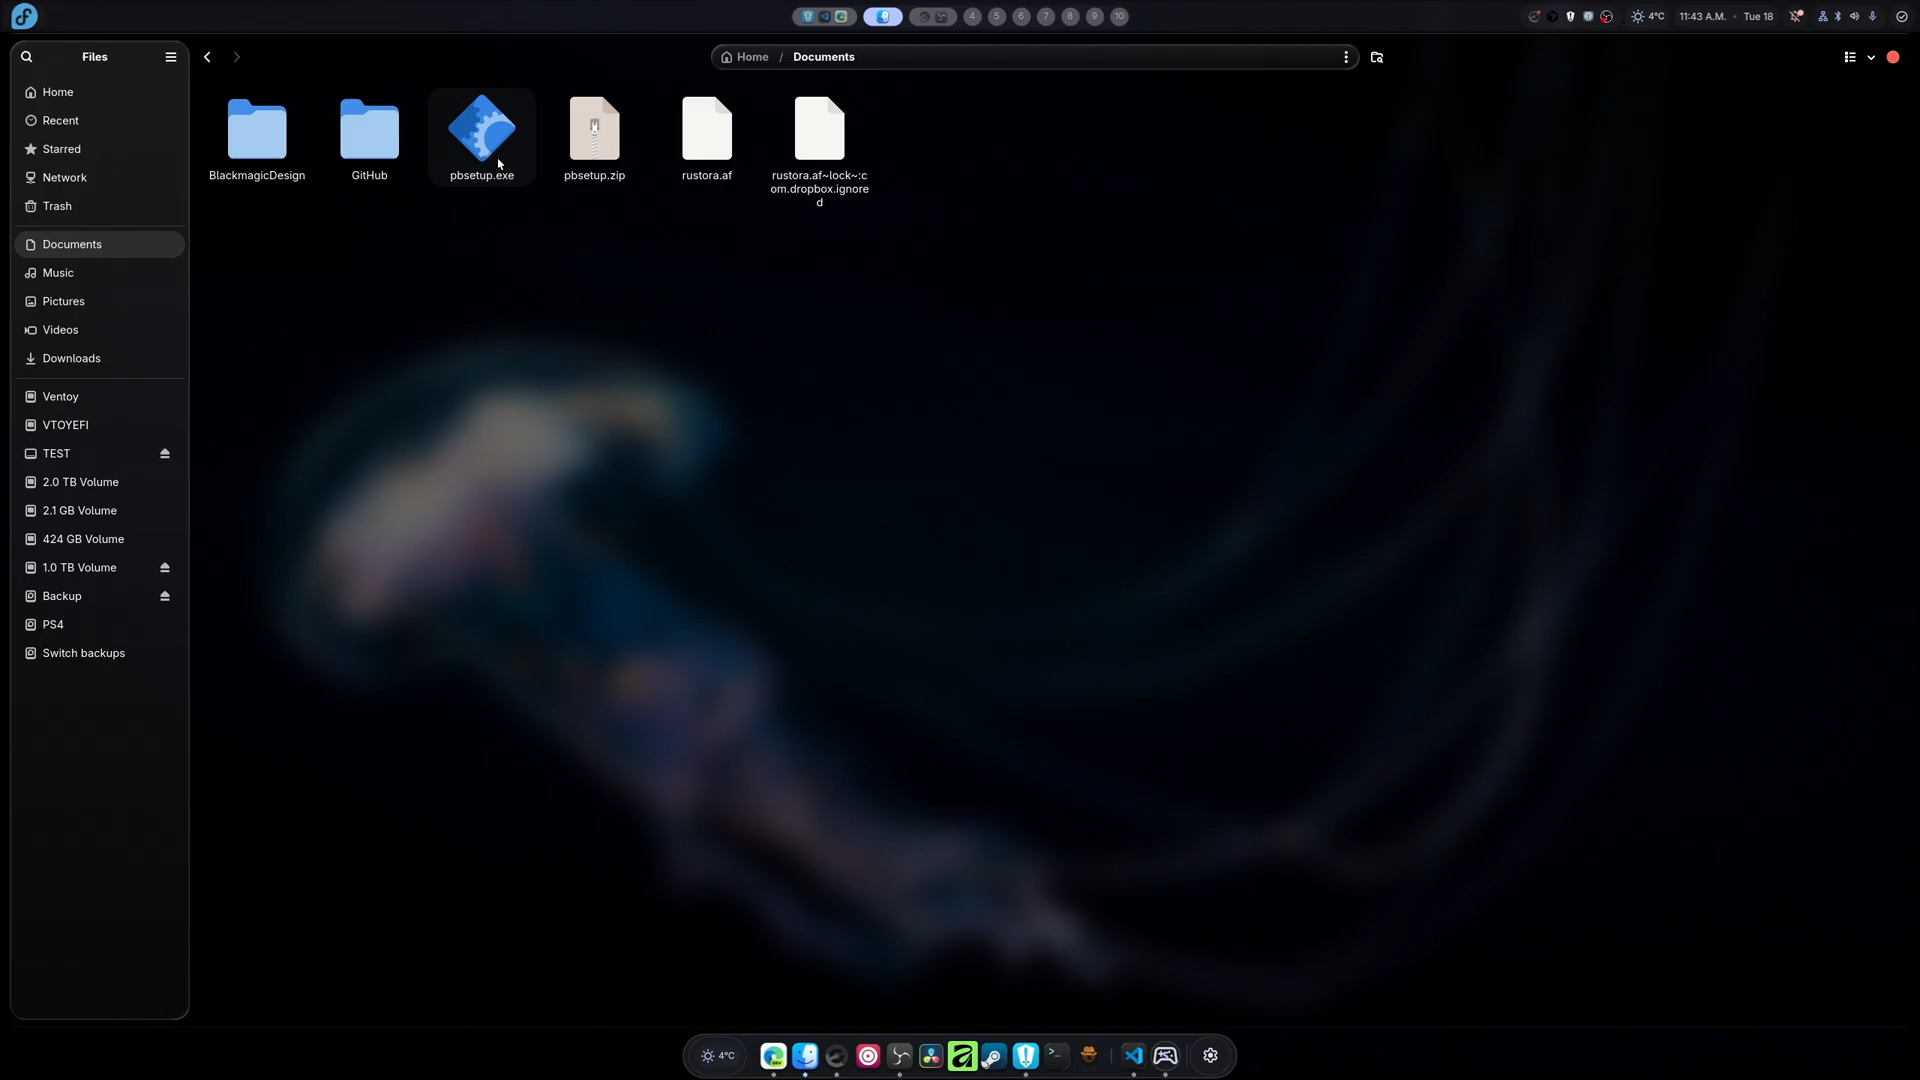 4 5 6 7 8 9 10
4°C 11:43 A.M. • Tue 18
Files
Home / Documents
Home
Recent
Starred
Network
Trash
Documents
Music
Pictures
Videos
Downloads
Ventoy
VTOYEFI
TEST
2.0 TB Volume
2.1 GB Volume
424 GB Volume
1.0 TB Volume
Backup
PS4
Switch backups
BlackmagicDesign
GitHub
pbsetup.exe
pbsetup.zip
rustora.af
rustora.af~lock~:c
om.dropbox.ignore
d
4°C